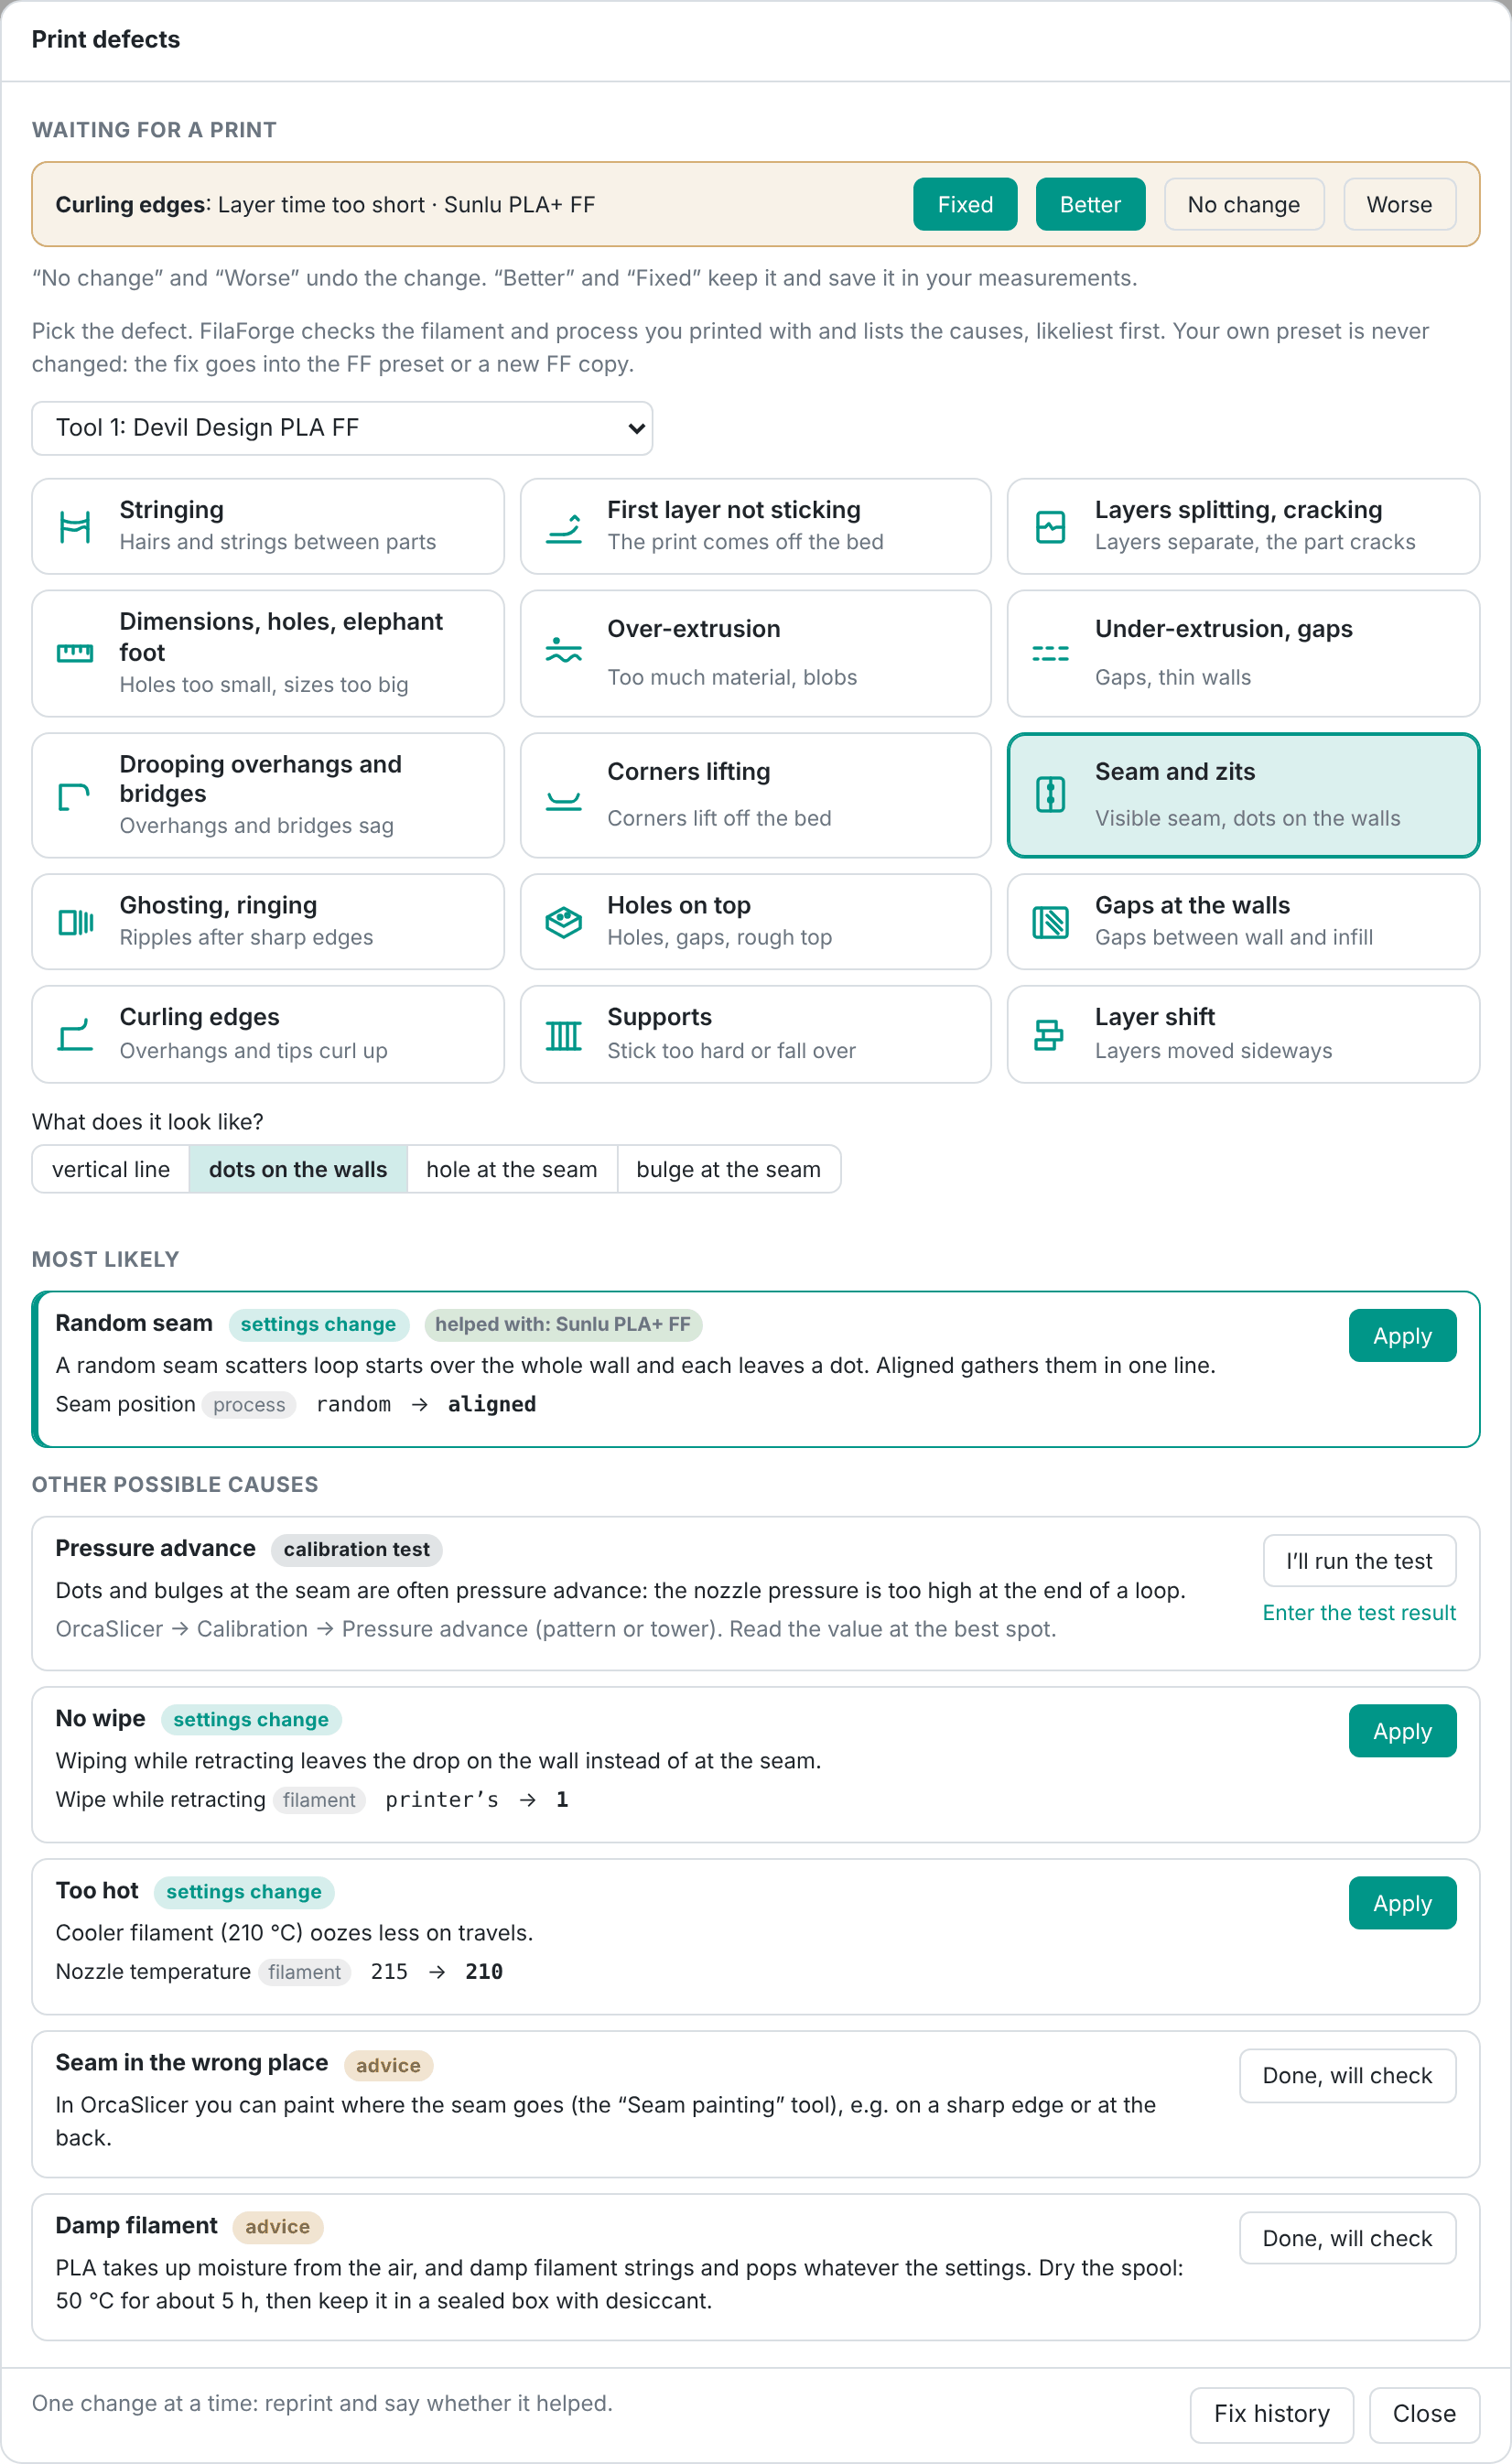 Print defects
WAITING FOR A PRINT
Curling edges: Layer time too short · Sunlu PLA+ FF
Fixed
Better
No change
Worse
“No change” and “Worse” undo the change. “Better” and “Fixed” keep it and save it in your measurements.
Pick the defect. FilaForge checks the filament and process you printed with and lists the causes, likeliest first. Your own preset is never
changed: the fix goes into the FF preset or a new FF copy.
Tool 1: Devil Design PLA FF
Stringing
Hairs and strings between parts
First layer not sticking
The print comes off the bed
Layers splitting, cracking
Layers separate, the part cracks
Dimensions, holes, elephant
foot
Holes too small, sizes too big
Over-extrusion
Too much material, blobs
Under-extrusion, gaps
Gaps, thin walls
Drooping overhangs and
bridges
Overhangs and bridges sag
Corners lifting
Corners lift off the bed
Seam and zits
Visible seam, dots on the walls
Ghosting, ringing
Ripples after sharp edges
Holes on top
Holes, gaps, rough top
Gaps at the walls
Gaps between wall and infill
Curling edges
Overhangs and tips curl up
Supports
Stick too hard or fall over
Layer shift
Layers moved sideways
What does it look like?
vertical line
dots on the walls
hole at the seam
bulge at the seam
MOST LIKELY
Random seam settings change helped with: Sunlu PLA+ FF
Apply
A random seam scatters loop starts over the whole wall and each leaves a dot. Aligned gathers them in one line.
Seam position process random → aligned
OTHER POSSIBLE CAUSES
Pressure advance calibration test
I’ll run the test
Dots and bulges at the seam are often pressure advance: the nozzle pressure is too high at the end of a loop.
Enter the test result
OrcaSlicer → Calibration → Pressure advance (pattern or tower). Read the value at the best spot.
No wipe settings change
Apply
Wiping while retracting leaves the drop on the wall instead of at the seam.
Wipe while retracting filament printer’s → 1
Too hot settings change
Apply
Cooler filament (210 °C) oozes less on travels.
Nozzle temperature filament 215 → 210
Seam in the wrong place advice
Done, will check
In OrcaSlicer you can paint where the seam goes (the “Seam painting” tool), e.g. on a sharp edge or at the
back.
Damp filament advice
Done, will check
PLA takes up moisture from the air, and damp filament strings and pops whatever the settings. Dry the spool:
50 °C for about 5 h, then keep it in a sealed box with desiccant.
One change at a time: reprint and say whether it helped.
Fix history
Close